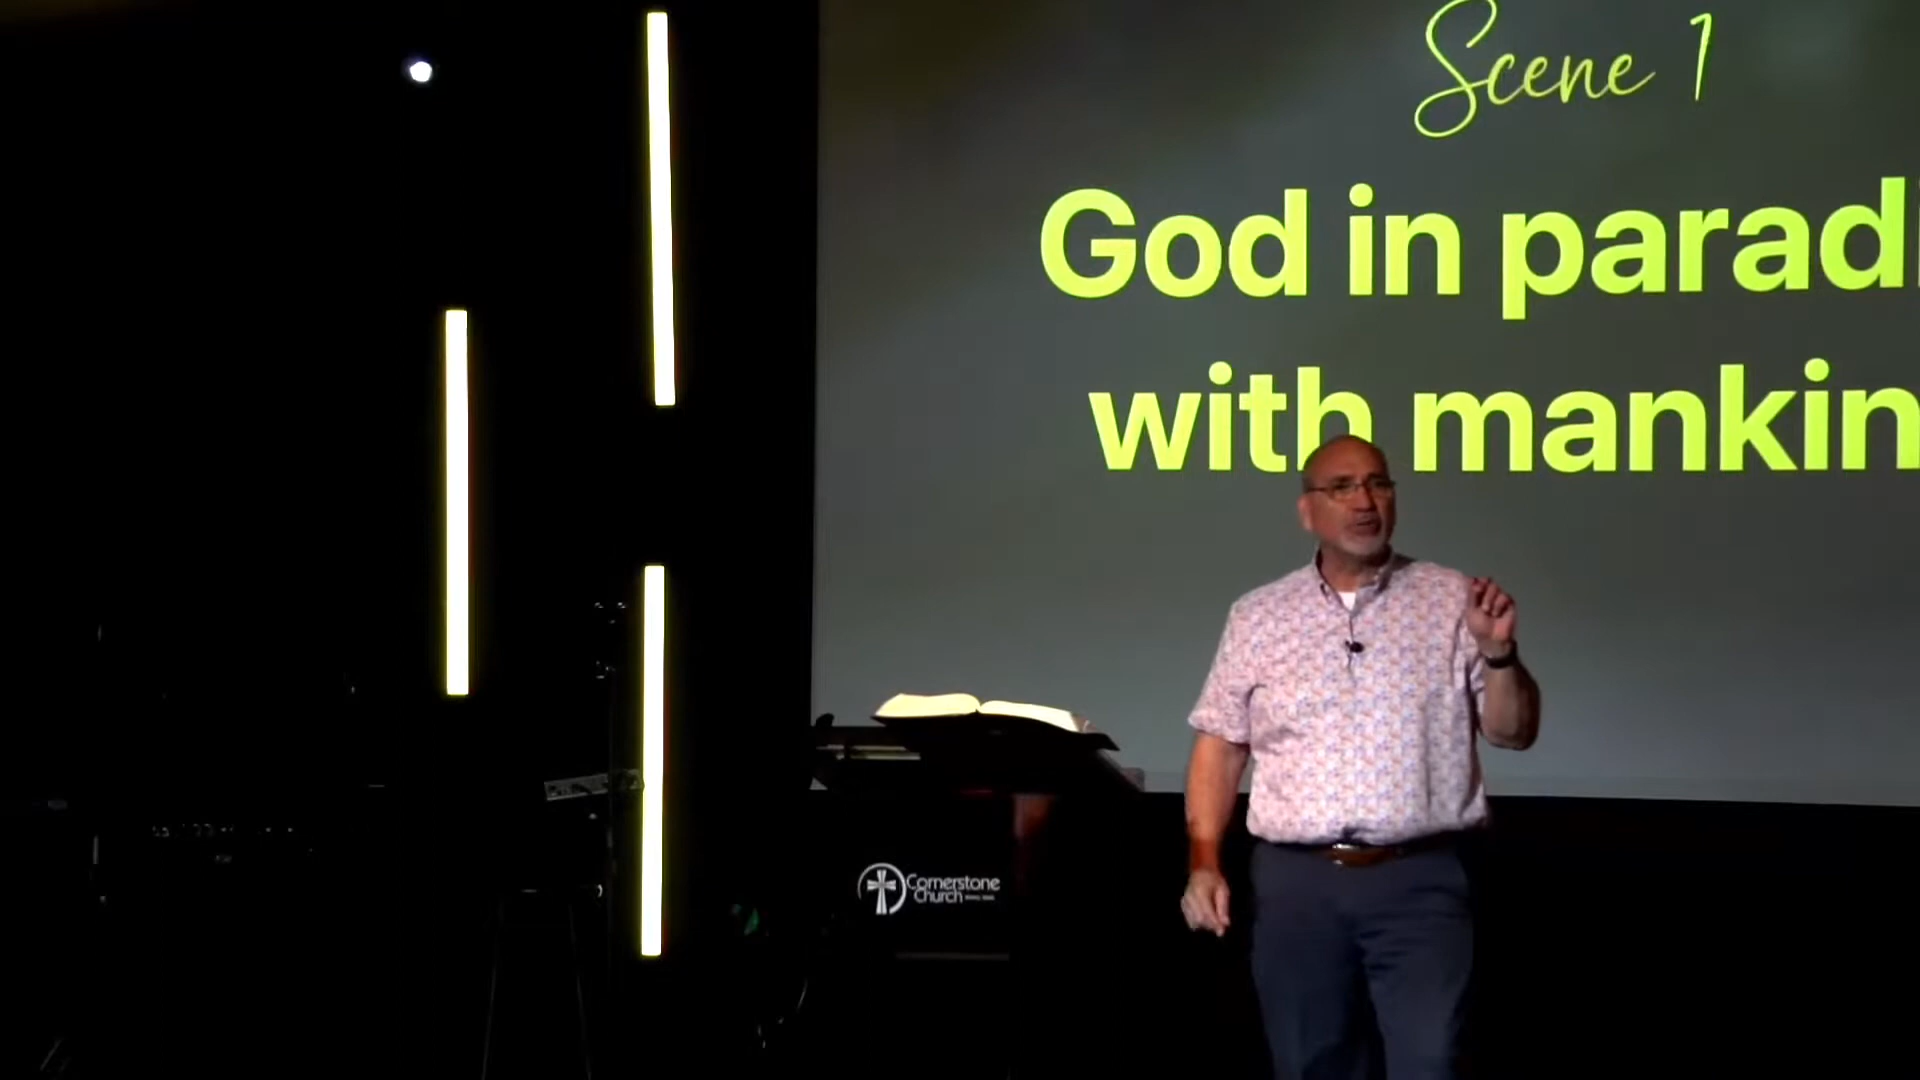 Scene 1
God in parad
with mankin
Cornerstone
Church